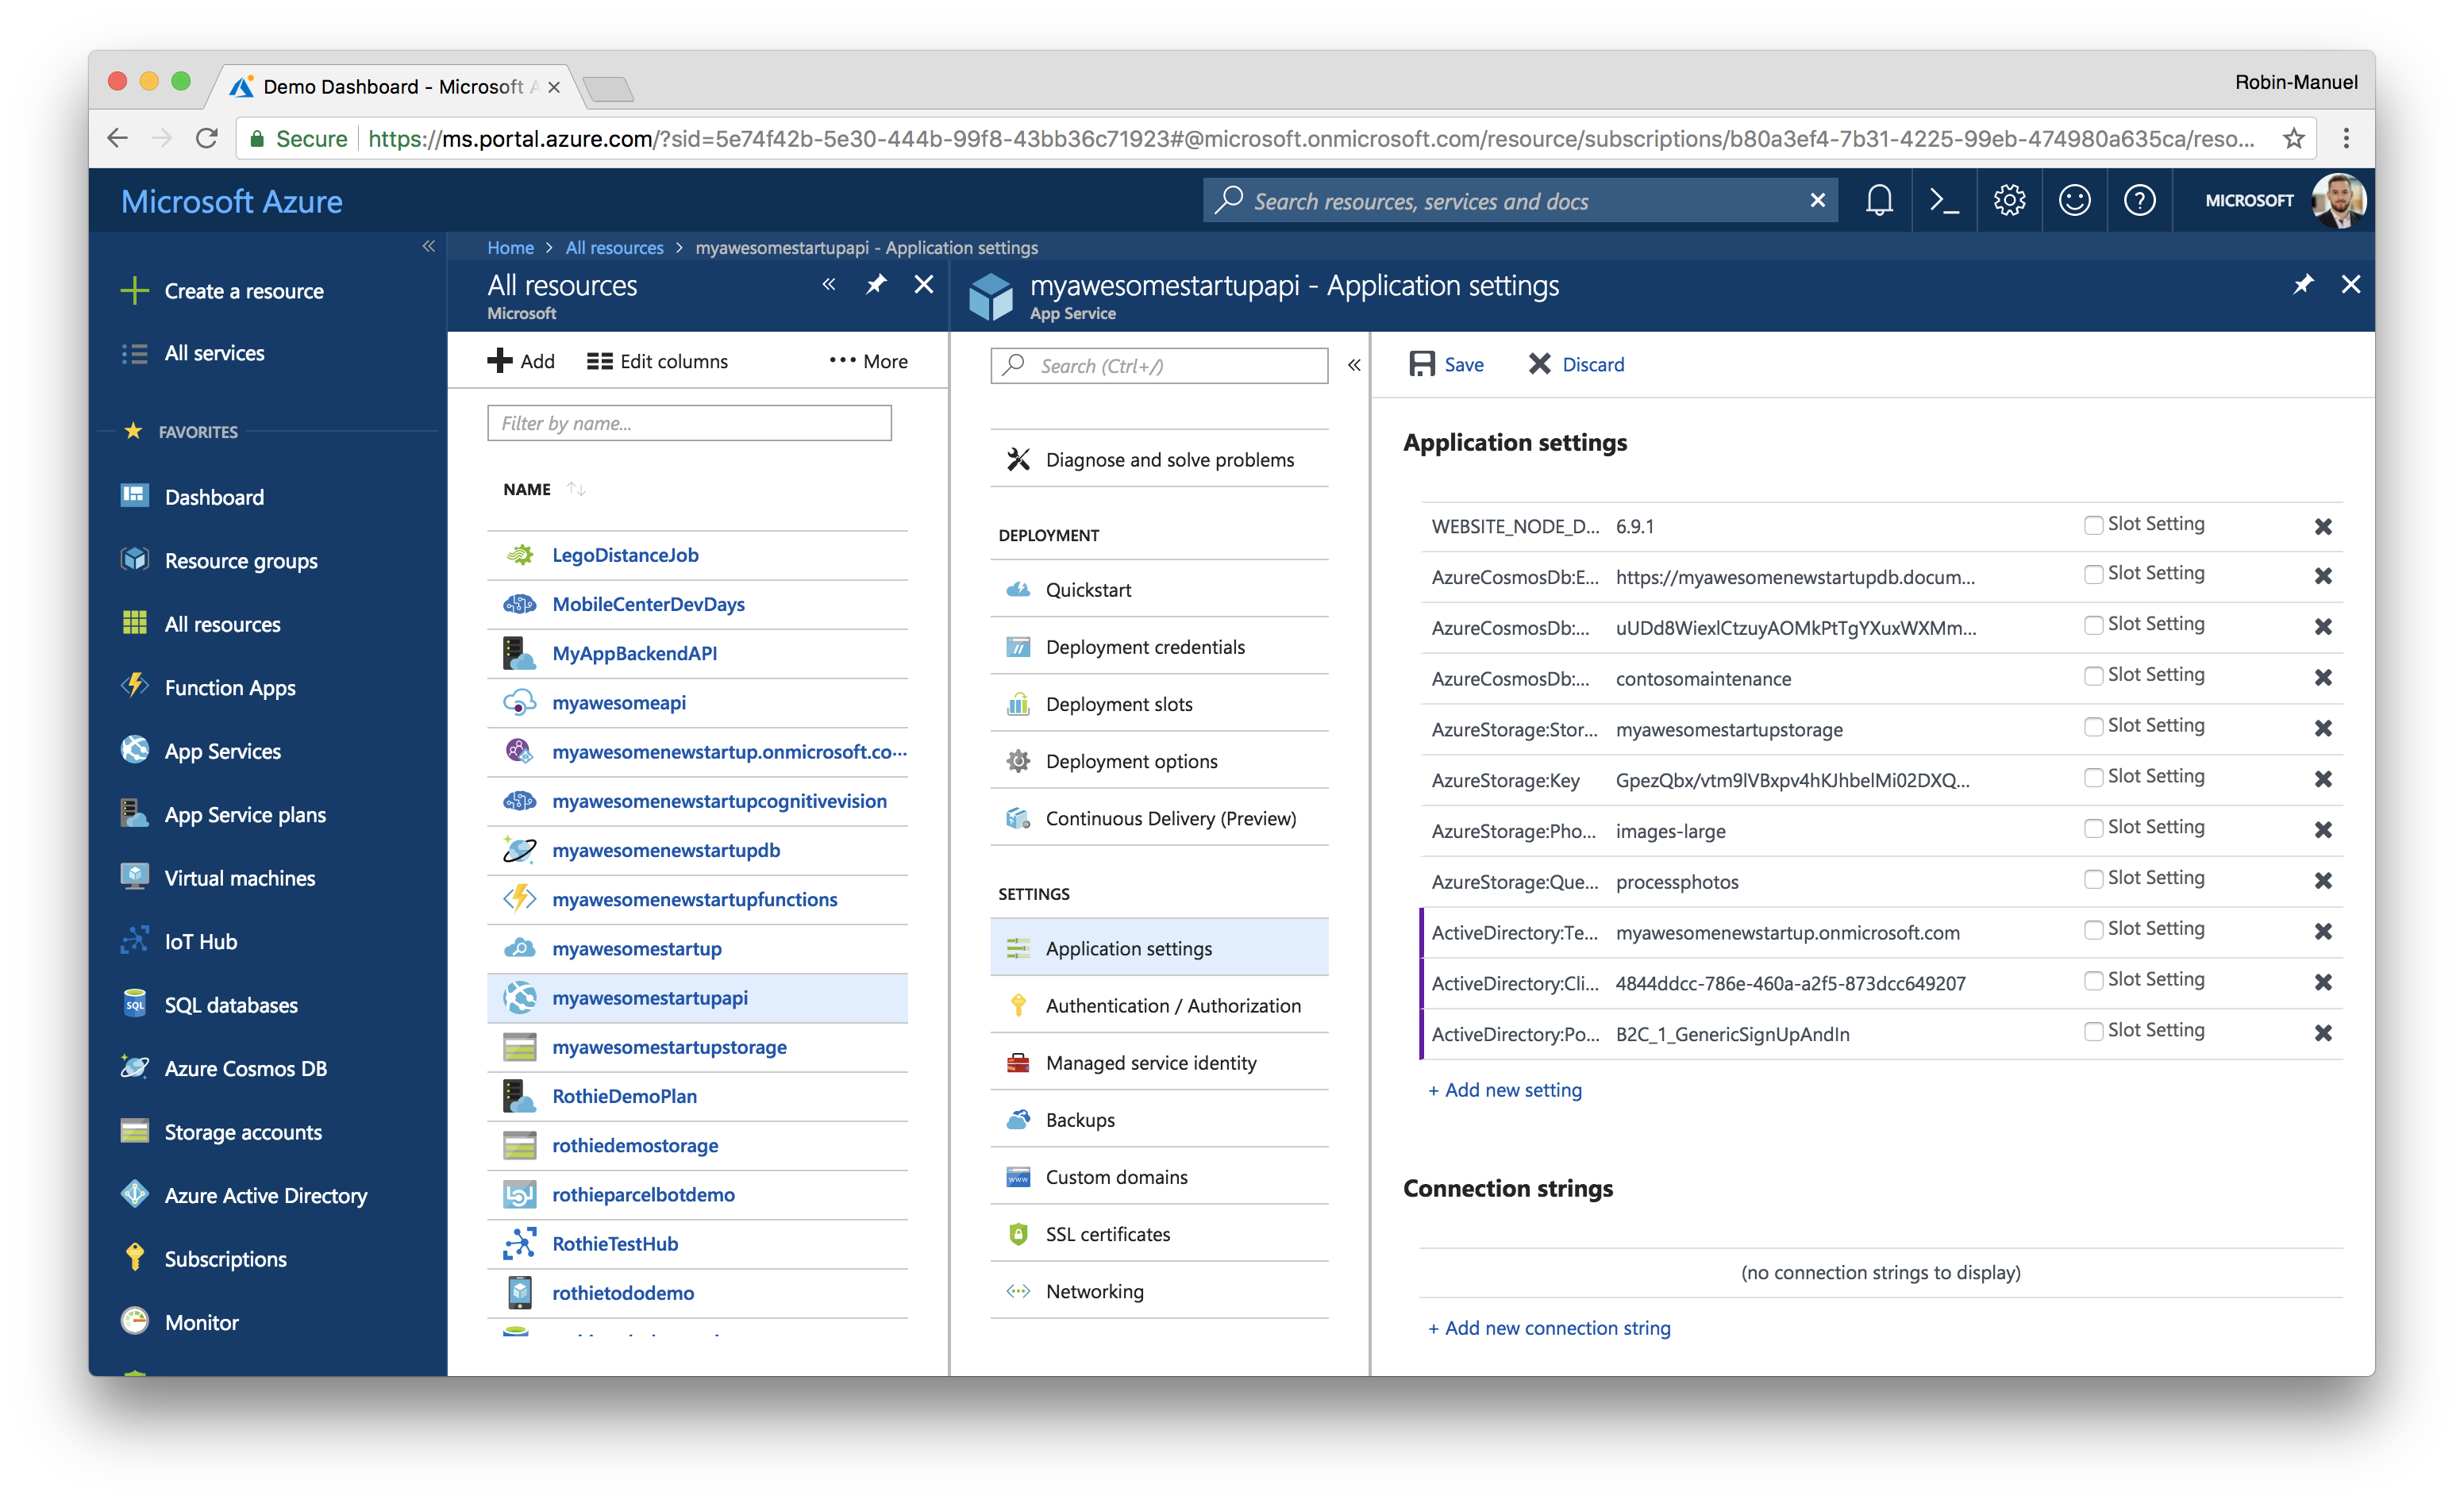 Demo Dashboard - Microsoft A
Robin-Manuel
Secure
https://ms.portal.azure.com/?sid=5e74f42b-5e30-444b-99f8-43bb36c71923#@microsoft.onmicrosoft.com/resource/subscriptions/b80a3ef4-7b31-4225-99eb-474980a635ca/reso...
Microsoft Azure
Search resources, services and docs
MICROSOFT
Create a resource
All services
FAVORITES
Dashboard
Resource groups
All resources
Function Apps
App Services
App Service plans
Virtual machines
IoT Hub
SQL databases
Azure Cosmos DB
Storage accounts
Azure Active Directory
Subscriptions
Monitor
Home > All resources > myawesomestartupapi - Application settings
All resources
Microsoft
Add
Edit columns
More
Filter by name...
NAME
LegoDistanceJob
MobileCenterDevDays
MyAppBackendAPI
myawesomeapi
myawesomenewstartup.onmicrosoft.co...
myawesomenewstartupcognitivevision
myawesomenewstartupdb
myawesomenewstartupfunctions
myawesomestartup
myawesomestartupapi
myawesomestartupstorage
RothieDemoPlan
rothiedemostorage
rothieparcelbotdemo
RothieTestHub
rothietododemo
myawesomestartupapi - Application settings
App Service
Search (Ctrl+/)
Diagnose and solve problems
DEPLOYMENT
Quickstart
Deployment credentials
Deployment slots
Deployment options
Continuous Delivery (Preview)
SETTINGS
Application settings
Authentication / Authorization
Managed service identity
Backups
Custom domains
SSL certificates
Networking
Save
Discard
Application settings
WEBSITE_NODE_D... 6.9.1 Slot Setting
AzureCosmosDb:E... https://myawesomenewstartupdb.docum... Slot Setting
AzureCosmosDb:... uUDd8WiexlCtzuyAOMkPtTgYXuxWXMm... Slot Setting
AzureCosmosDb:... contosomaintenance Slot Setting
AzureStorage:Stor... myawesomestartupstorage Slot Setting
AzureStorage:Key GpezQbx/vtm9lVBxpv4hKJhbelMi02DXQ... Slot Setting
AzureStorage:Pho... images-large Slot Setting
AzureStorage:Que... processphotos Slot Setting
ActiveDirectory:Te... myawesomenewstartup.onmicrosoft.com Slot Setting
ActiveDirectory:Cli... 4844ddcc-786e-460a-a2f5-873dcc649207 Slot Setting
ActiveDirectory:Po... B2C_1_GenericSignUpAndIn Slot Setting
+ Add new setting
Connection strings
(no connection strings to display)
+ Add new connection string